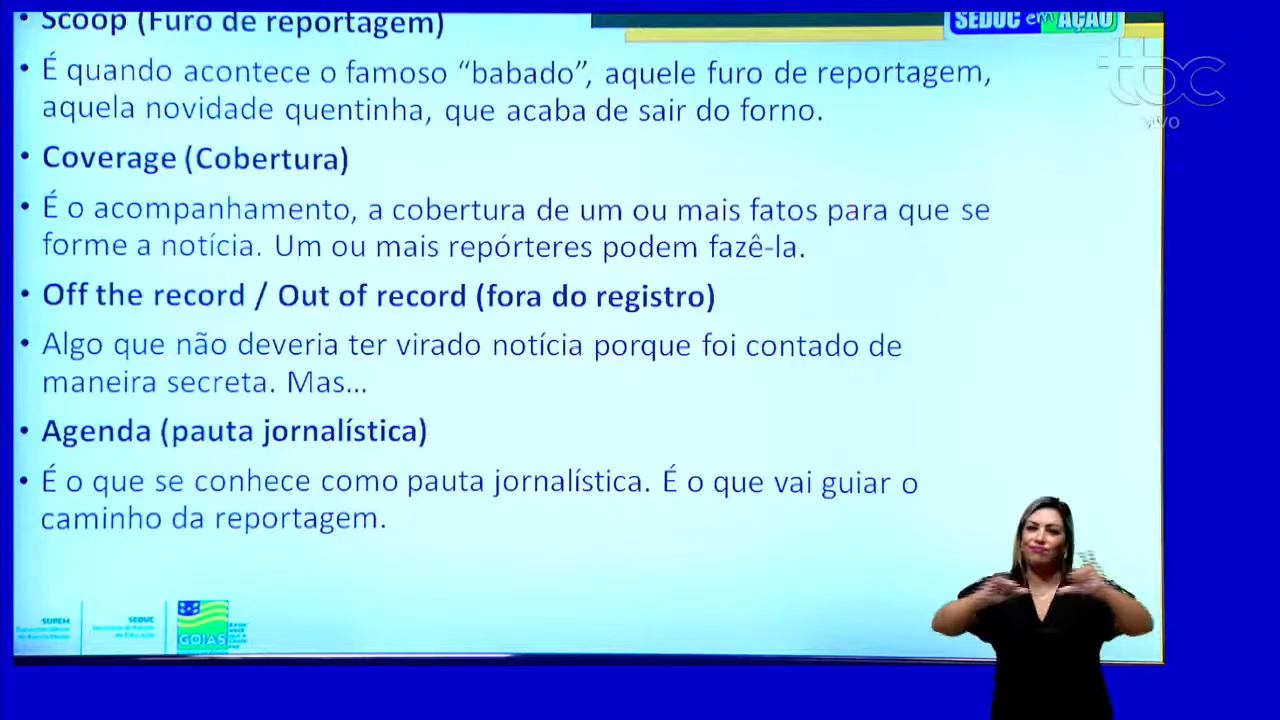 • Scoop (Furo de reportagem)
SEDUC em AÇÃO
• É quando acontece o famoso “babado”, aquele furo de reportagem,
aquela novidade quentinha, que acaba de sair do forno.
tbc
VIVO
• Coverage (Cobertura)
• É o acompanhamento, a cobertura de um ou mais fatos para que se
forme a notícia. Um ou mais repórteres podem fazê-la.
• Off the record / Out of record (fora do registro)
• Algo que não deveria ter virado notícia porque foi contado de
maneira secreta. Mas...
• Agenda (pauta jornalística)
• É o que se conhece como pauta jornalística. É o que vai guiar o
caminho da reportagem.
SUPEM
SEDUC
GOIÁS